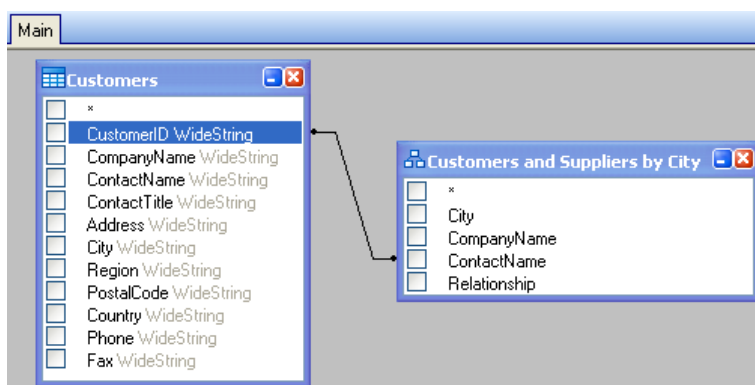 Main
Customers
*
CustomerID WideString
CompanyName WideString
ContactName WideString
ContactTitle WideString
Address WideString
City WideString
Region WideString
PostalCode WideString
Country WideString
Phone WideString
Fax WideString
Customers and Suppliers by City
*
City
CompanyName
ContactName
Relationship